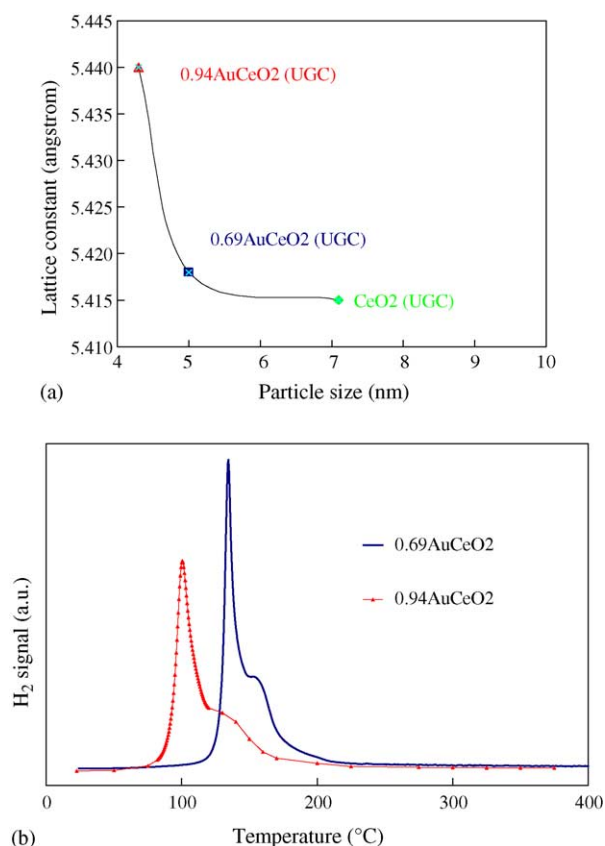 5.445
5.440
5.435
5.430
5.425
5.420
5.415
5.410
Lattice constant (angstrom)
0.94AuCeO2 (UGC)
0.69AuCeO2 (UGC)
CeO2 (UGC)
4 5 6 7 8 9 10
Particle size (nm)
(a)
H2 signal (a.u.)
0.69AuCeO2
0.94AuCeO2
0 100 200 300 400
Temperature (°C)
(b)